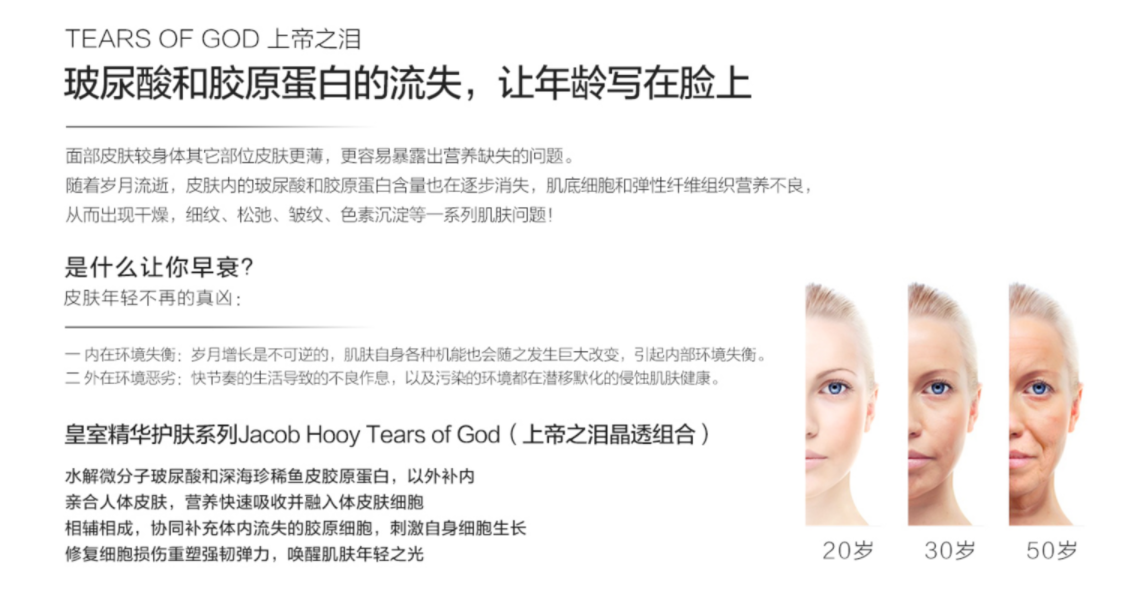 TEARS OF GOD 上帝之泪
玻尿酸和胶原蛋白的流失，让年龄写在脸上
面部皮肤较身体其它部位皮肤更薄，更容易暴露出营养缺失的问题。
随着岁月流逝，皮肤内的玻尿酸和胶原蛋白含量也在逐步消失，肌底细胞和弹性纤维组织营养不良，
从而出现干燥，细纹、松弛、皱纹、色素沉淀等一系列肌肤问题！
是什么让你早衰？
皮肤年轻不再的真凶：
一 内在环境失衡：岁月增长是不可逆的，肌肤自身各种机能也会随之发生巨大改变，引起内部环境失衡。
二 外在环境恶劣：快节奏的生活导致的不良作息，以及污染的环境都在潜移默化的侵蚀肌肤健康。
皇室精华护肤系列Jacob Hooy Tears of God（上帝之泪晶透组合）
水解微分子玻尿酸和深海珍稀鱼皮胶原蛋白，以外补内
亲合人体皮肤，营养快速吸收并融入体皮肤细胞
相辅相成，协同补充体内流失的胶原细胞，刺激自身细胞生长
修复细胞损伤重塑强韧弹力，唤醒肌肤年轻之光
20岁 30岁 50岁